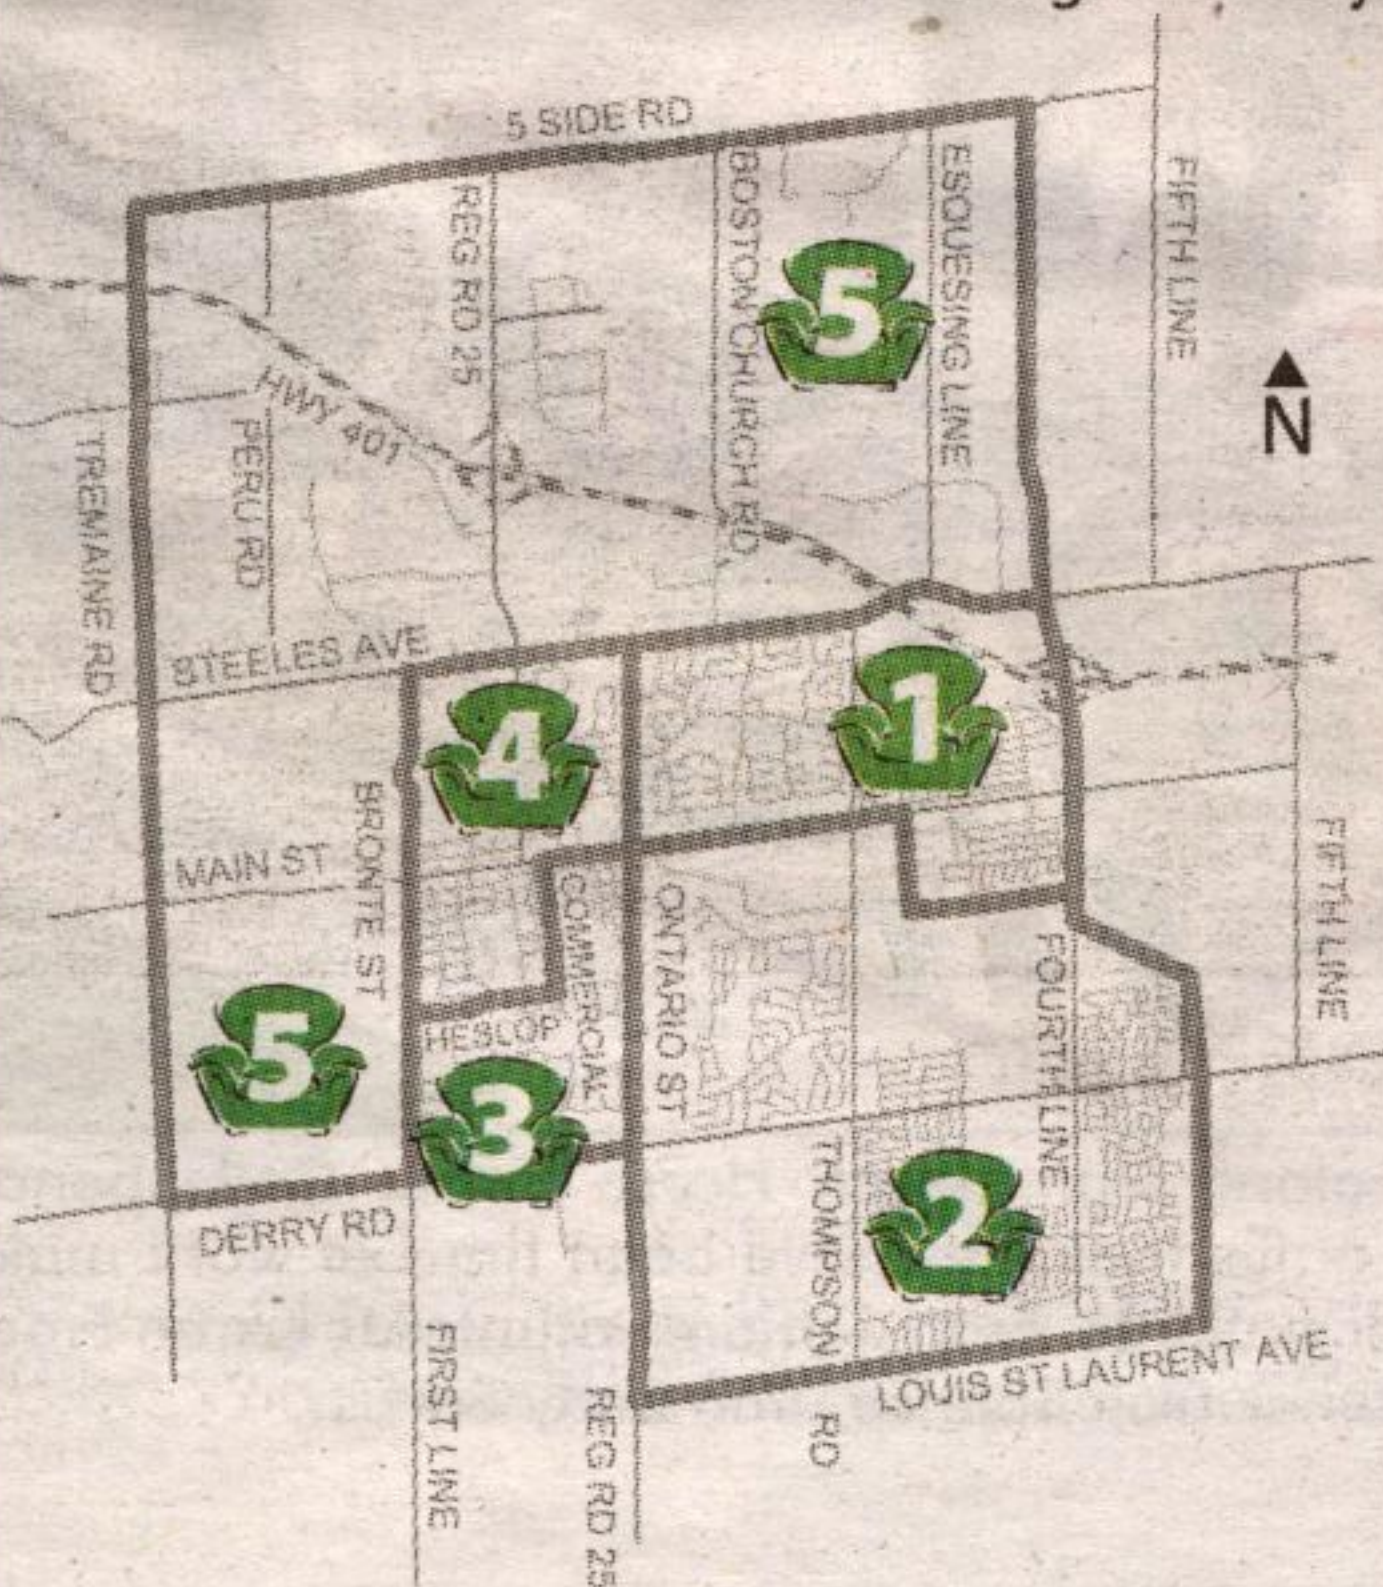 5 SIDE RD
REG RD 25
BOSTON CHURCH RD
ESQUESING LINE
FIFTH LINE
5
N
HWY 401
PERU RD
TREMAINE RD
STEELES AVE
4
1
BRONTE ST
MAIN ST
COMMERCIAL
ONTARIO ST
FOURTH LINE
FIFTH LINE
5
HESLOP
3
2
THOMPSON RD
DERRY RD
LOUIS ST LAURENT AVE
FIRST LINE
REG RD 25